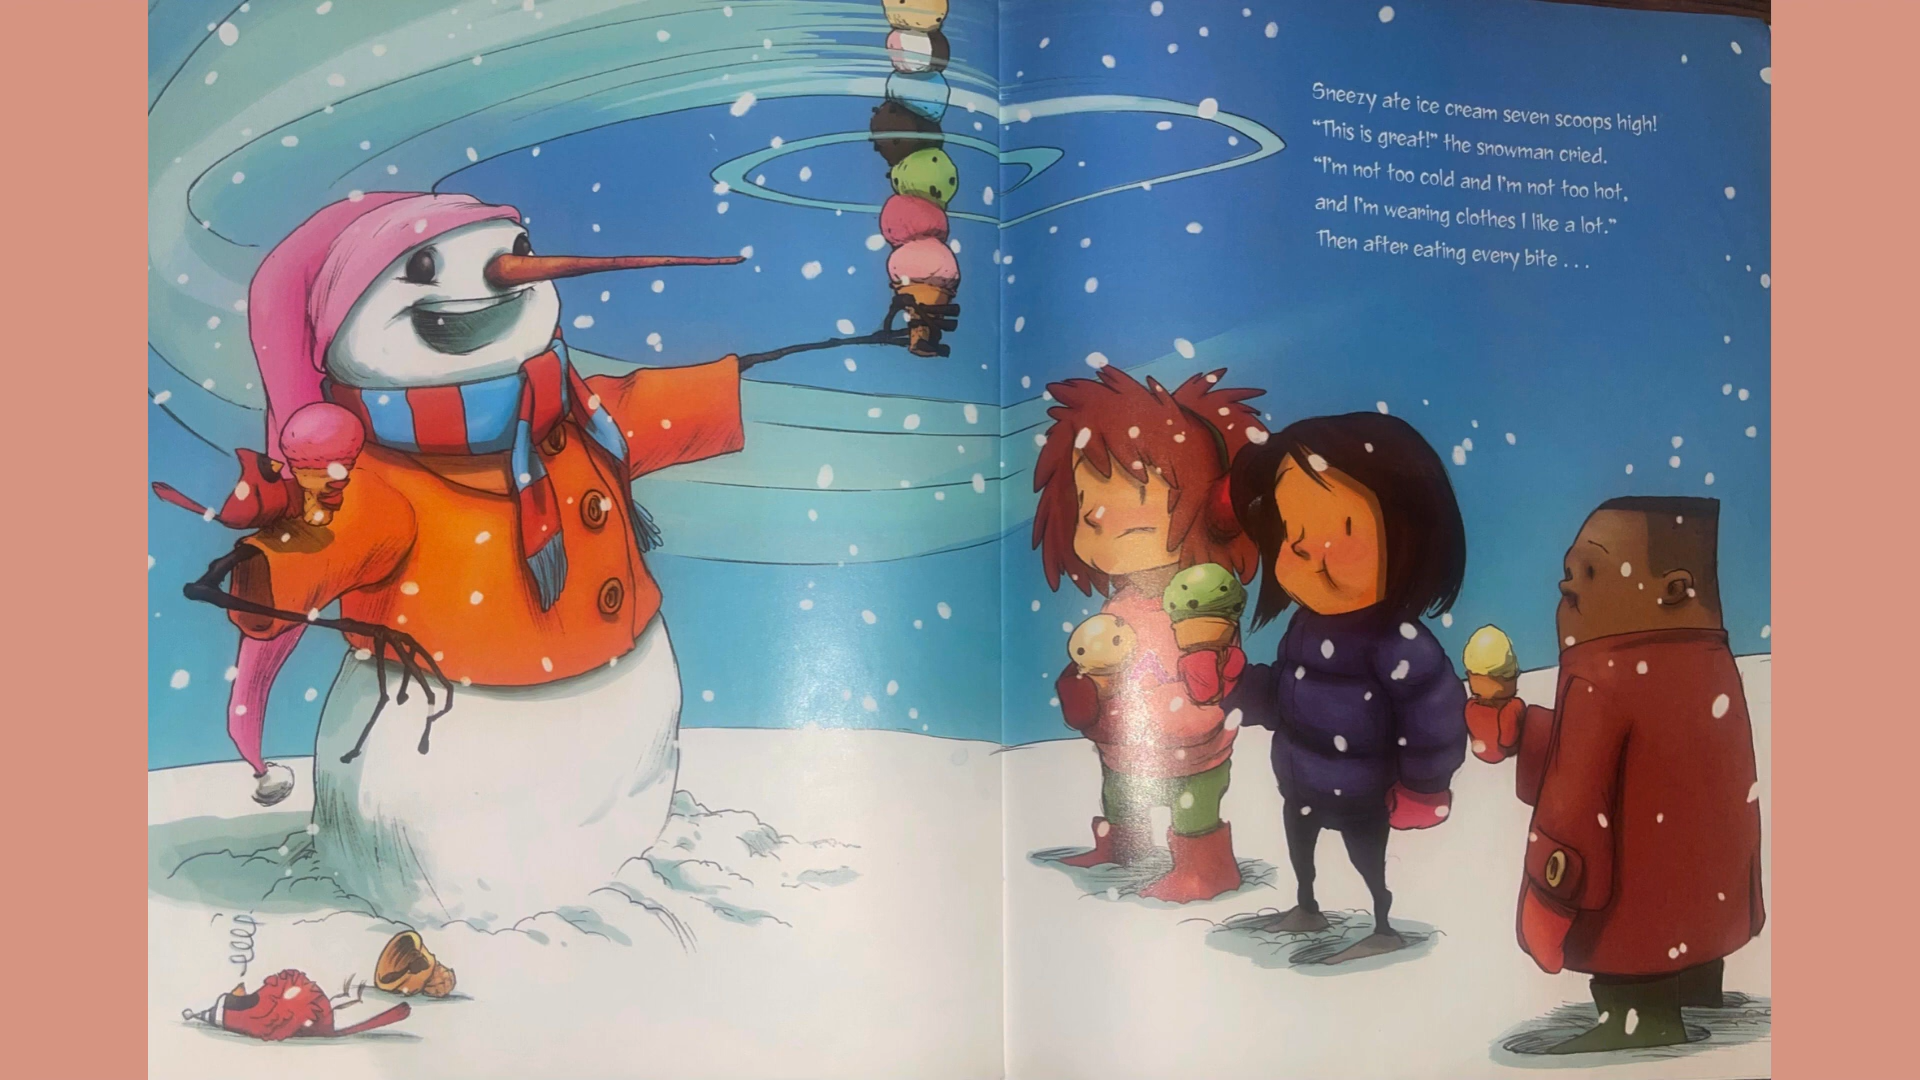 Sneezy ate ice cream seven scoops high!
“This is great!” the snowman cried.
“I’m not too cold and I’m not too hot,
and I’m wearing clothes I like a lot.”
Then after eating every bite . . .